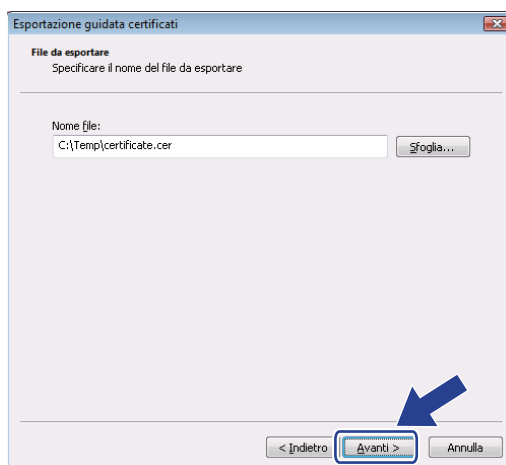 Esportazione guidata certificati
File da esportare
Specificare il nome del file da esportare
Nome file:
C:\Temp\certificate.cer
Sfoglia...
< Indietro
Avanti >
Annulla